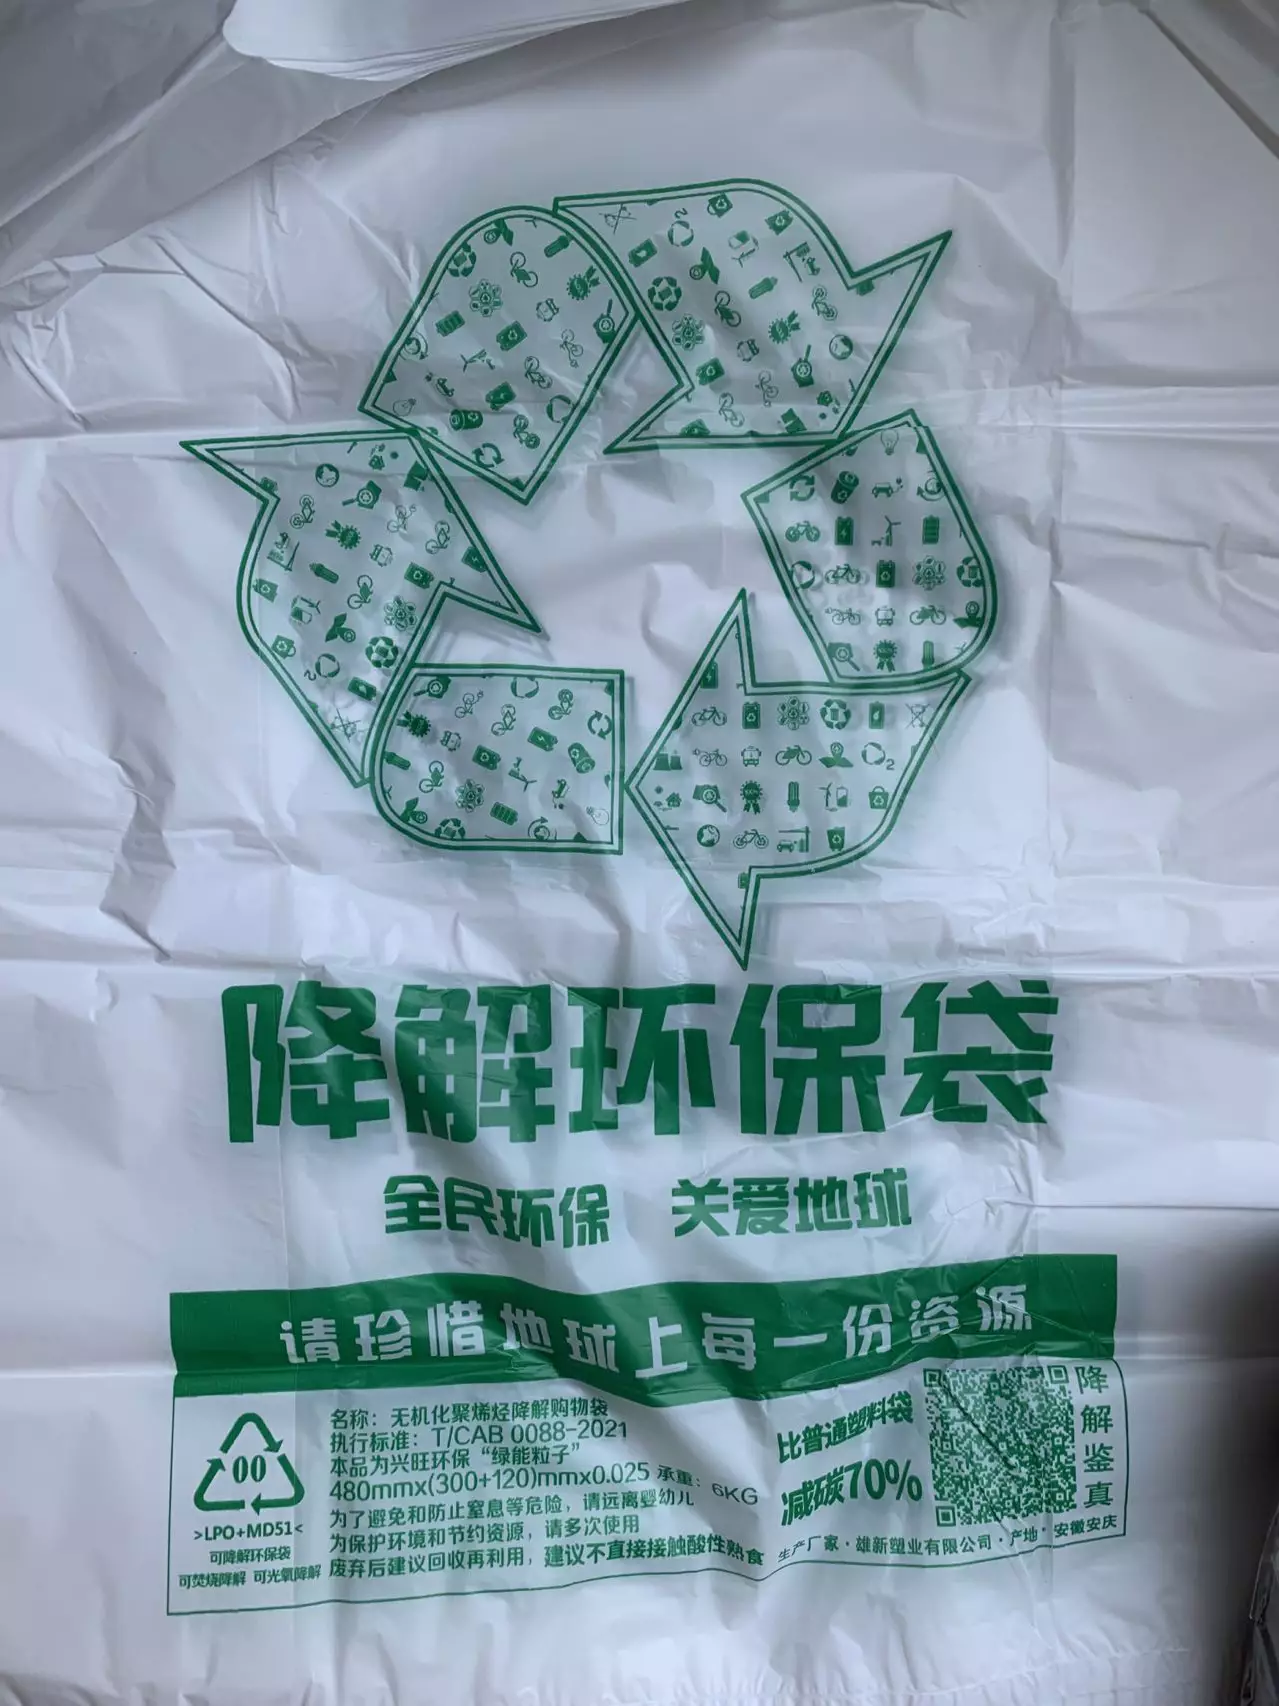 降解环保袋
全民环保 关爱地球
请珍惜地球上每一份资源
00
>LPO+MD51<
可降解环保袋
可焚烧降解 可光氧降解
名称：无机化聚烯烃降解购物袋
执行标准：T/CAB 0088-2021
本品为兴旺环保“绿能粒子”
480mmx(300+120)mmx0.025 承重：6KG
为了避免和防止窒息等危险，请远离婴幼儿
为保护环境和节约资源，请多次使用
废弃后建议回收再利用，建议不直接接触酸性熟食
比普通塑料袋
减碳70%
降解鉴真
生产厂家·雄新塑业有限公司·产地·安徽安庆